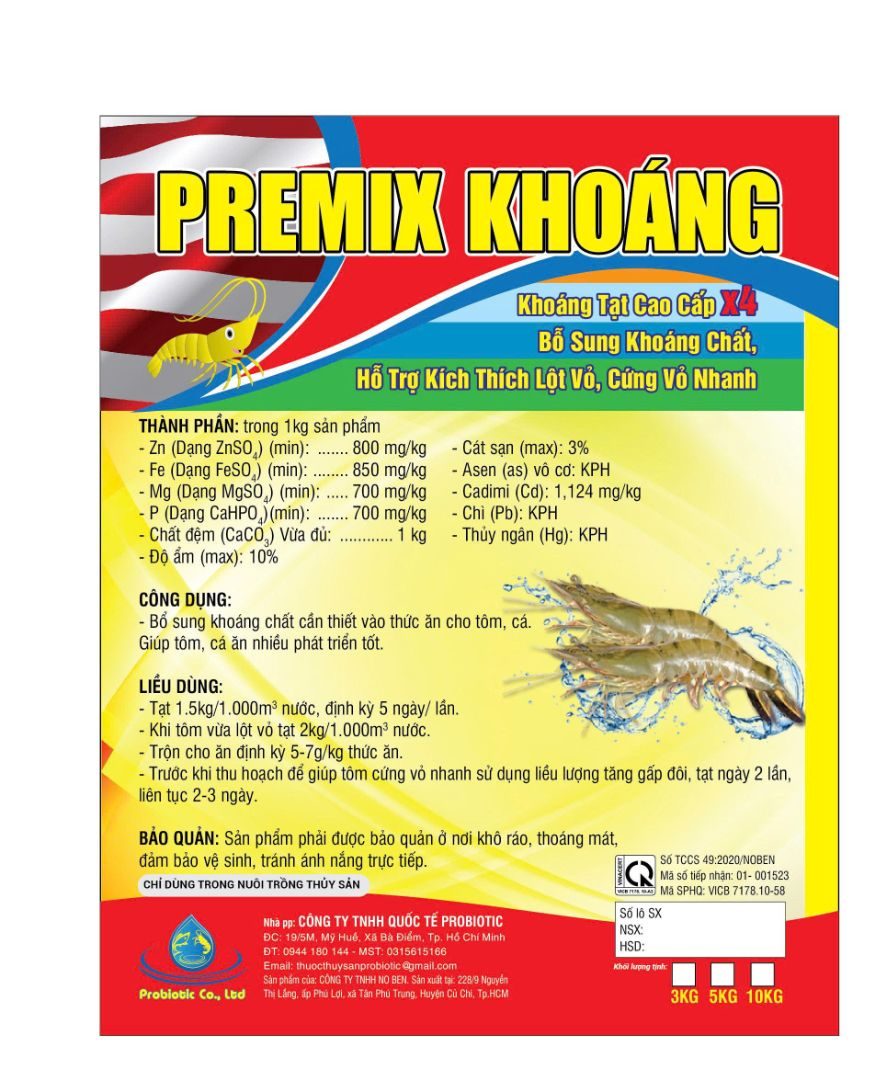 PREMIX KHOÁNG
Khoáng Tạt Cao Cấp X4
Bỗ Sung Khoáng Chất,
Hỗ Trợ Kích Thích Lột Vỏ, Cứng Vỏ Nhanh
THÀNH PHẦN: trong 1kg sản phẩm
- Zn (Dạng ZnSO4) (min): ....... 800 mg/kg
- Fe (Dạng FeSO4) (min): ........ 850 mg/kg
- Mg (Dạng MgSO4) (min): ..... 700 mg/kg
- P (Dạng CaHPO4)(min): ....... 700 mg/kg
- Chất đệm (CaCO3) Vừa đủ: ............ 1 kg
- Độ ẩm (max): 10%
- Cát sạn (max): 3%
- Asen (as) vô cơ: KPH
- Cadimi (Cd): 1,124 mg/kg
- Chì (Pb): KPH
- Thủy ngân (Hg): KPH
CÔNG DỤNG:
- Bổ sung khoáng chất cần thiết vào thức ăn cho tôm, cá.
Giúp tôm, cá ăn nhiều phát triển tốt.
LIỀU DÙNG:
- Tạt 1.5kg/1.000m³ nước, định kỳ 5 ngày/ lần.
- Khi tôm vừa lột vỏ tạt 2kg/1.000m³ nước.
- Trộn cho ăn định kỳ 5-7g/kg thức ăn.
- Trước khi thu hoạch để giúp tôm cứng vỏ nhanh sử dụng liều lượng tăng gấp đôi, tạt ngày 2 lần,
liên tục 2-3 ngày.
BẢO QUẢN: Sản phẩm phải được bảo quản ở nơi khô ráo, thoáng mát,
đảm bảo vệ sinh, tránh ánh nắng trực tiếp.
CHỈ DÙNG TRONG NUÔI TRỒNG THỦY SẢN
VINACERT
VICB 7178. 10-58
Số TCCS 49:2020/NOBEN
Mã số tiếp nhận: 01- 001523
Mã SPHQ: VICB 7178.10-58
Probiotic Co., Ltd
Nhà pp: CÔNG TY TNHH QUỐC TẾ PROBIOTIC
ĐC: 19/5M, Mỹ Huề, Xã Bà Điểm, Tp. Hồ Chí Minh
ĐT: 0944 180 144 - MST: 0315615166
Email: thuocthuysanprobiotic@gmail.com
Sản phẩm của: CÔNG TY TNHH NO BEN. Sản xuất tại: 228/9 Nguyễn
Thị Lắng, ấp Phú Lợi, xã Tân Phú Trung, Huyện Củ Chi, Tp.HCM
Số lô SX
NSX:
HSD:
Khối lượng tịnh:
3KG 5KG 10KG